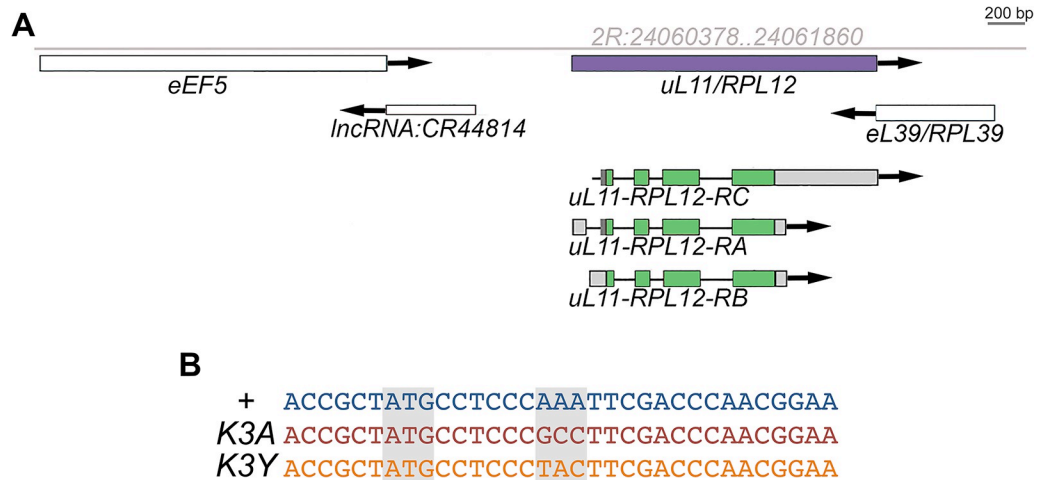 A
200 bp
2R:24060378..24061860
eEF5
uL11/RPL12
lncRNA:CR44814
eL39/RPL39
uL11-RPL12-RC
uL11-RPL12-RA
uL11-RPL12-RB
B
+ ACCGCTATGCCTCCCAAATTCGACCCAACGGAA
K3A ACCGCTATGCCTCCCGCCTTCGACCCAACGGAA
K3Y ACCGCTATGCCTCCCTACTTCGACCCAACGGAA